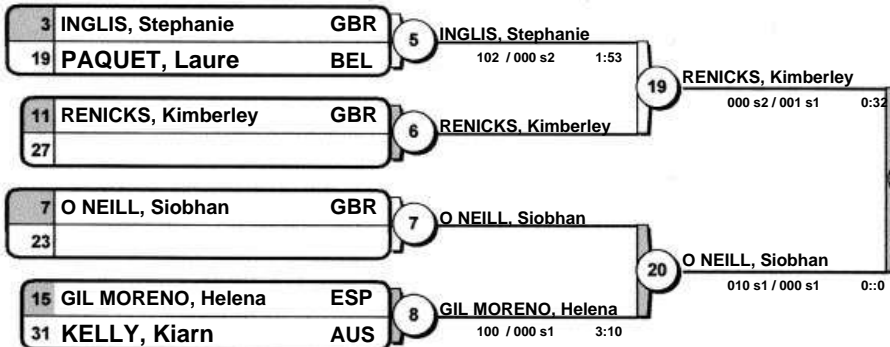 3 INGLIS, Stephanie GBR
19 PAQUET, Laure BEL
5
INGLIS, Stephanie
102 / 000 s2 1:53
11 RENICKS, Kimberley GBR
27
6
RENICKS, Kimberley
19
RENICKS, Kimberley
000 s2 / 001 s1 0:32
7 O NEILL, Siobhan GBR
23
7
O NEILL, Siobhan
15 GIL MORENO, Helena ESP
31 KELLY, Kiarn AUS
8
GIL MORENO, Helena
100 / 000 s1 3:10
20
O NEILL, Siobhan
010 s1 / 000 s1 0::0